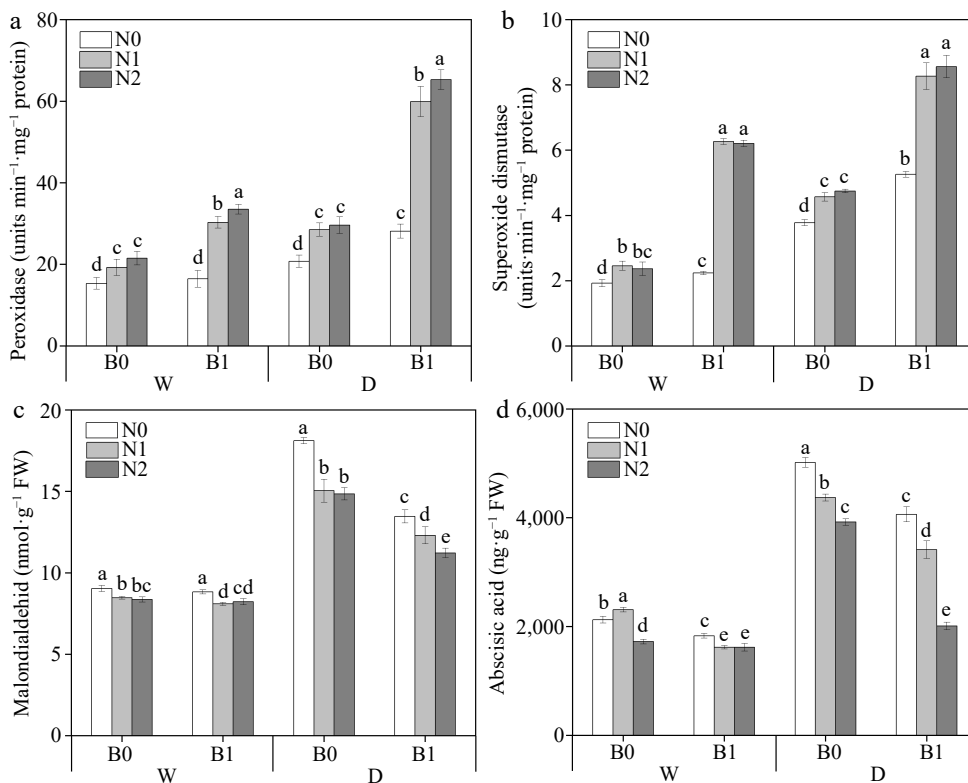 a
Peroxidase (units min⁻¹·mg⁻¹ protein)
80
60
40
20
0
N0
N1
N2
d c c
d b a
d c c
c b a
B0 B1 B0 B1
W D
b
Superoxide dismutase
(units·min⁻¹·mg⁻¹ protein)
10
8
6
4
2
0
N0
N1
N2
d b bc
c a a
d c c
b a a
B0 B1 B0 B1
W D
c
Malondialdehid (nmol·g⁻¹ FW)
20
15
10
5
0
N0
N1
N2
a b bc
a d cd
a b b
c d e
B0 B1 B0 B1
W D
d
Abscisic acid (ng·g⁻¹ FW)
6,000
4,000
2,000
0
N0
N1
N2
b a d
c e e
a b c
c d e
B0 B1 B0 B1
W D